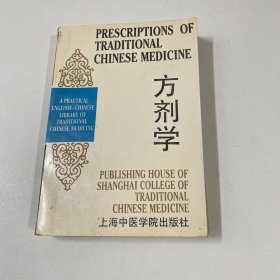 PRESCRIPTIONS OF
TRADITIONAL
CHINESE MEDICINE
A PRACTICAL
ENGLISH-CHINESE
LIBRARY OF
TRADITIONAL
CHINESE MEDICINE
方剂学
PUBLISHING HOUSE OF
SHANGHAI COLLEGE OF
TRADITIONAL
CHINESE MEDICINE
上海中医学院出版社